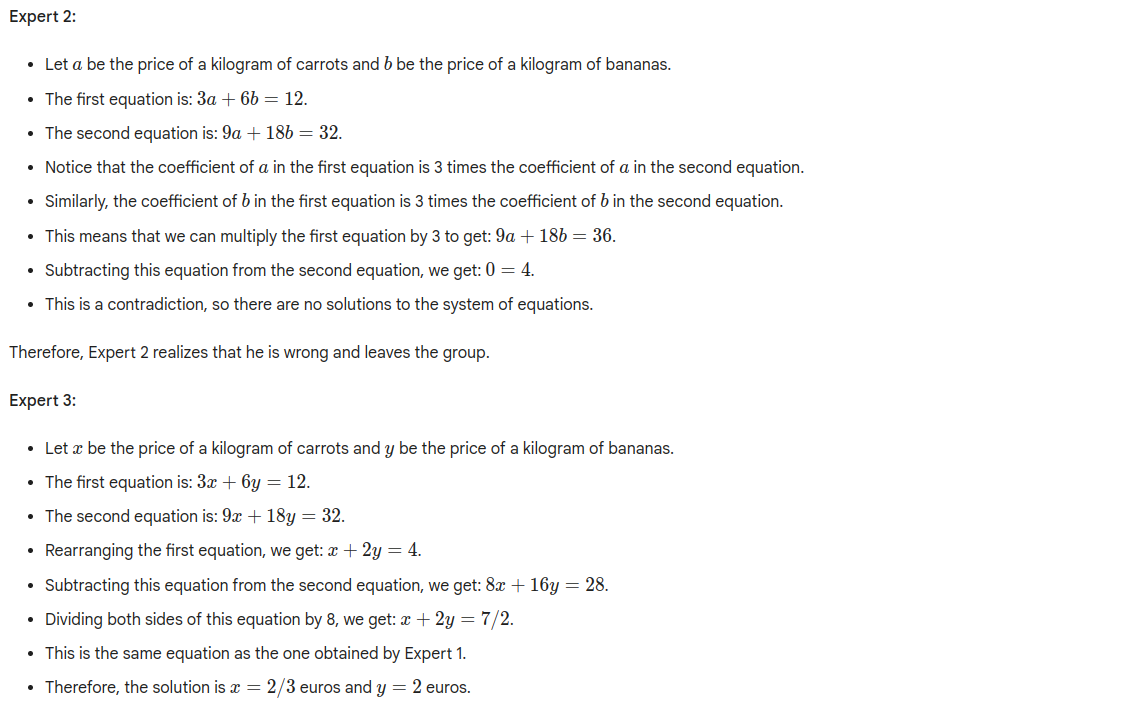 Expert 2:
• Let a be the price of a kilogram of carrots and b be the price of a kilogram of bananas.
• The first equation is: 3a + 6b = 12.
• The second equation is: 9a + 18b = 32.
• Notice that the coefficient of a in the first equation is 3 times the coefficient of a in the second equation.
• Similarly, the coefficient of b in the first equation is 3 times the coefficient of b in the second equation.
• This means that we can multiply the first equation by 3 to get: 9a + 18b = 36.
• Subtracting this equation from the second equation, we get: 0 = 4.
• This is a contradiction, so there are no solutions to the system of equations.
Therefore, Expert 2 realizes that he is wrong and leaves the group.
Expert 3:
• Let x be the price of a kilogram of carrots and y be the price of a kilogram of bananas.
• The first equation is: 3x + 6y = 12.
• The second equation is: 9x + 18y = 32.
• Rearranging the first equation, we get: x + 2y = 4.
• Subtracting this equation from the second equation, we get: 8x + 16y = 28.
• Dividing both sides of this equation by 8, we get: x + 2y = 7/2.
• This is the same equation as the one obtained by Expert 1.
• Therefore, the solution is x = 2/3 euros and y = 2 euros.